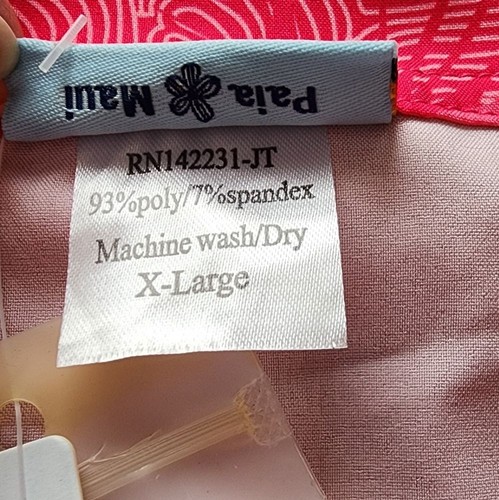 Paia Maui
RN142231-JT
93%poly/7%spandex
Machine wash/Dry
X-Large